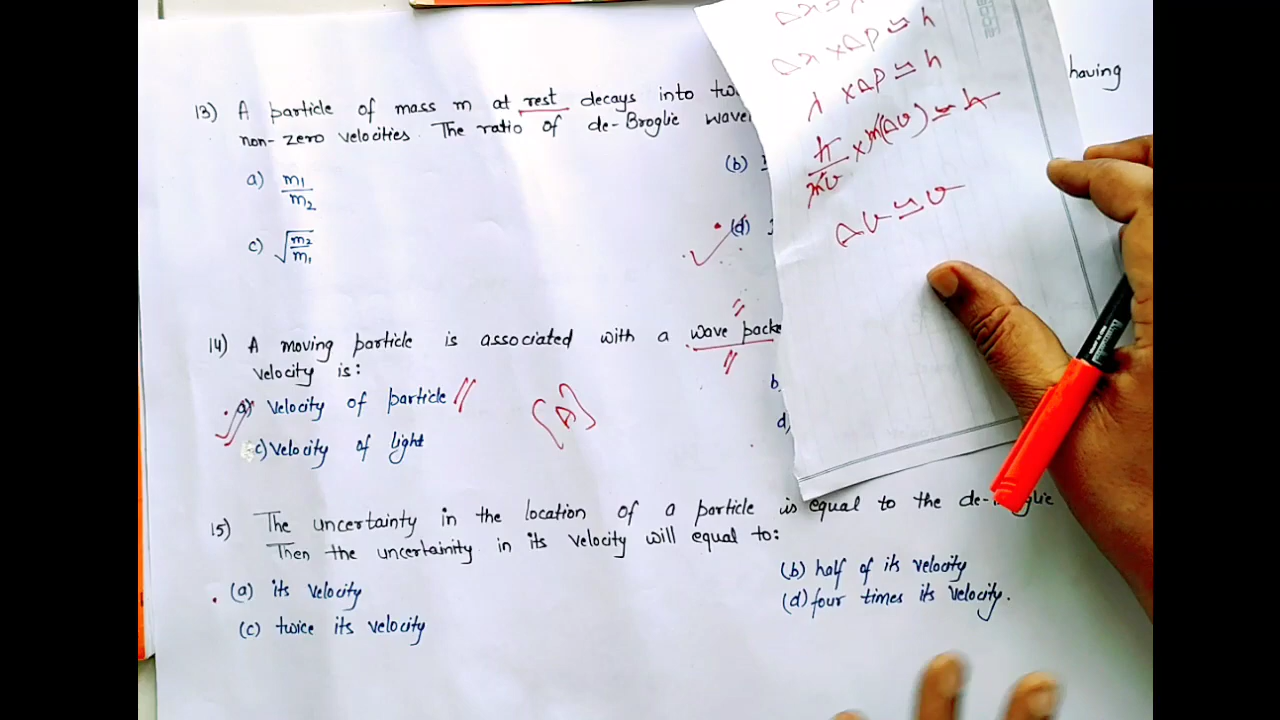 13) A particle of mass m at rest decays into having
non-zero velocities. The ratio of de-Broglie
a) m₁/m₂
(b)
c) √(m₂/m₁)
(d)
14) A moving particle is associated with a wave
velocity is:
a) Velocity of particle
b.
c) Velocity of light
d,
[A]
15) The uncertainty in the location of a particle is equal to the
Then the uncertainity in its velocity will equal to:
(a) its velocity
(b) half of its velocity
(c) twice its velocity
(d) four times its velocity.
Δx × Δp ≃ h
λ × Δp ≃ h
h/mv × m(Δv) ≃ h
Δv ≃ v